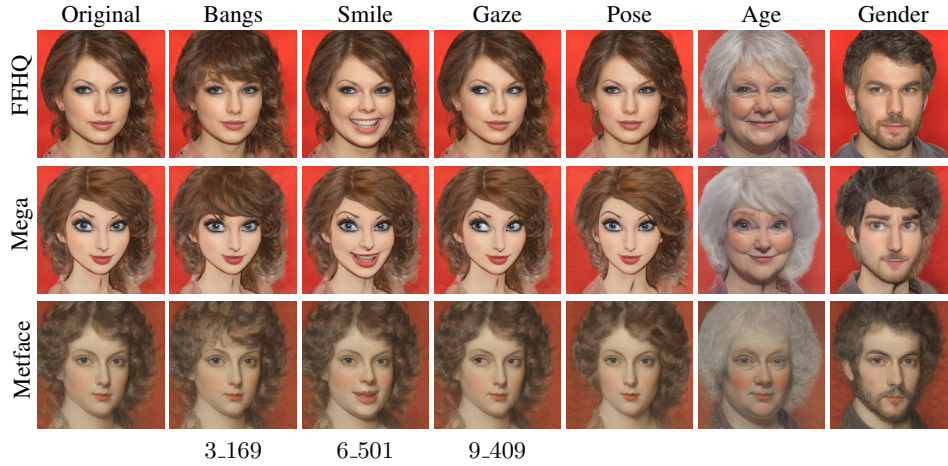 Original Bangs Smile Gaze Pose Age Gender
FFHQ
Mega
Metface
3_169 6_501 9_409